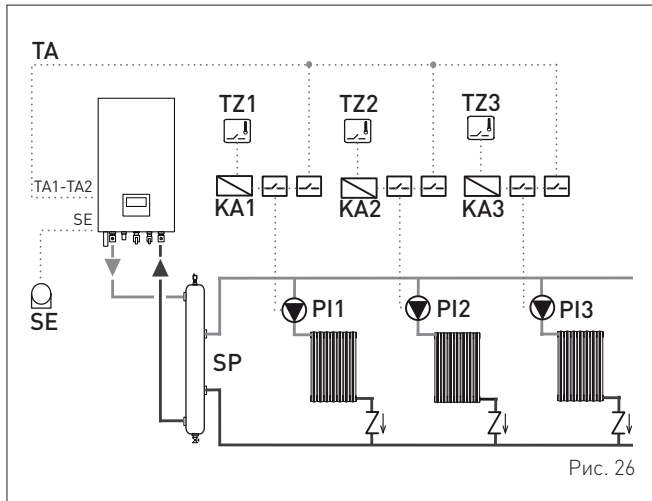 TA
TZ1 TZ2 TZ3
TA1-TA2
KA1 KA2 KA3
SE
SE
PI1 PI2 PI3
SP
Рис. 26